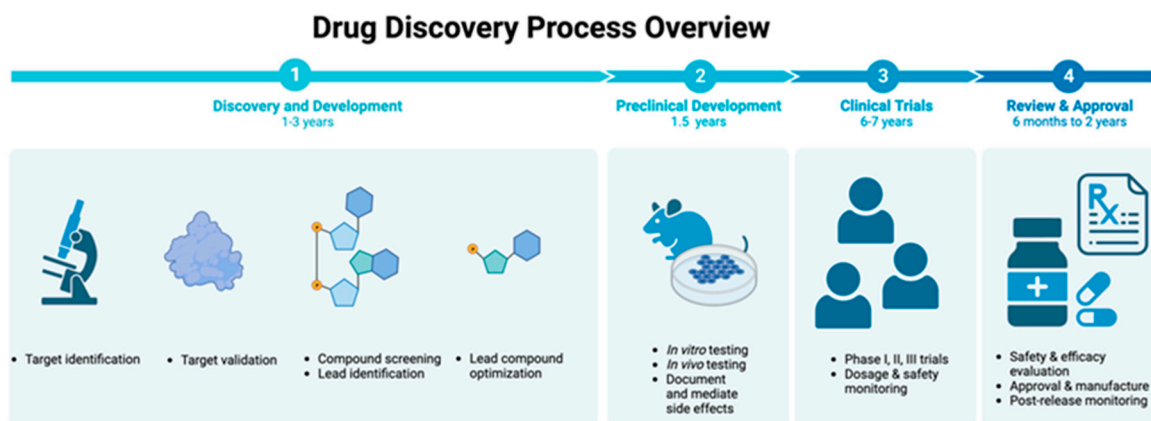 Drug Discovery Process Overview
1
2
3
4
Discovery and Development
1-3 years
Preclinical Development
1.5 years
Clinical Trials
6-7 years
Review & Approval
6 months to 2 years
• Target identification
• Target validation
• Compound screening
• Lead identification
• Lead compound
optimization
• In vitro testing
• In vivo testing
• Document
and mediate
side effects
• Phase I, II, III trials
• Dosage & safety
monitoring
Rx
• Safety & efficacy
evaluation
• Approval & manufacture
• Post-release monitoring